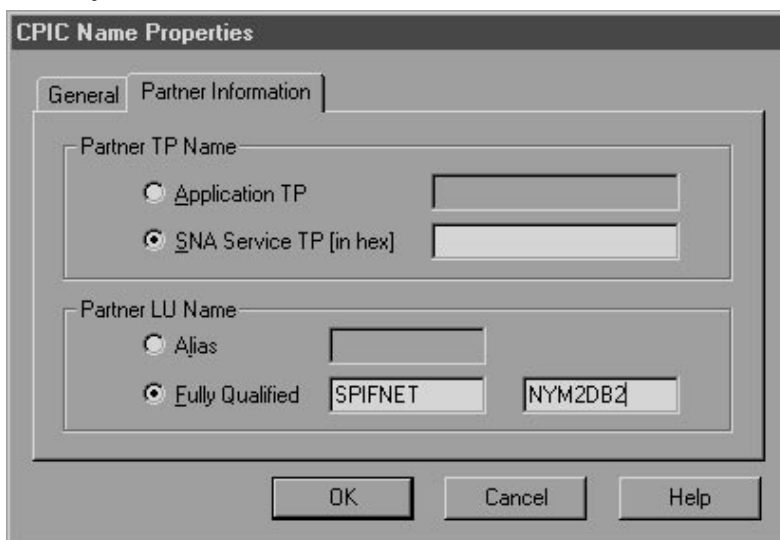 CPIC Name Properties
General Partner Information
Partner TP Name
Application TP
SNA Service TP [in hex]
Partner LU Name
Alias
Fully Qualified SPIFNET NYM2DB2
OK Cancel Help